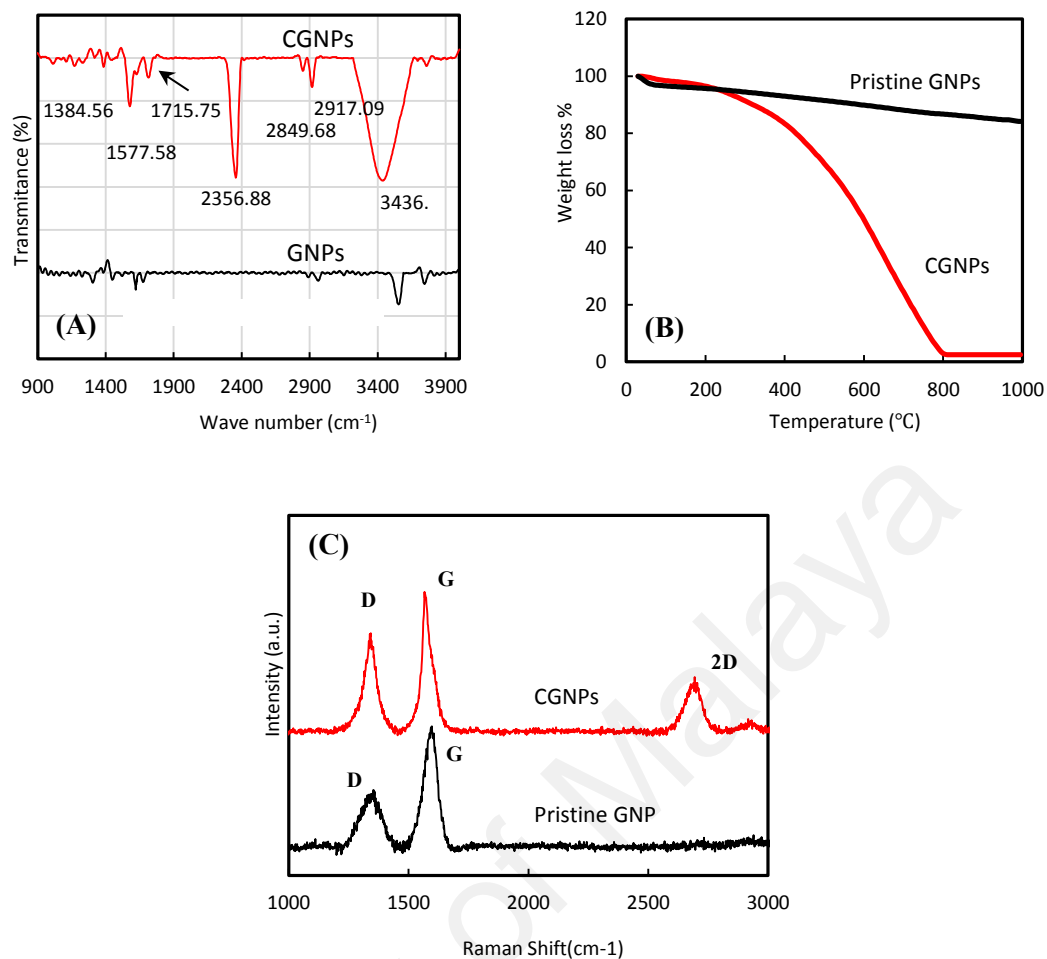 CGNPs
1384.56
1715.75
1577.58
2356.88
2849.68
2917.09
3436.
GNPs
(A)
Transmitance (%)
900 1400 1900 2400 2900 3400 3900
Wave number (cm-1)
120
100
80
60
40
20
0
Weight loss %
Pristine GNPs
CGNPs
(B)
0 200 400 600 800 1000
Temperature (°C)
(C)
D
G
2D
CGNPs
D
G
Pristine GNP
Intensity (a.u.)
1000 1500 2000 2500 3000
Raman Shift(cm-1)
of Malaya